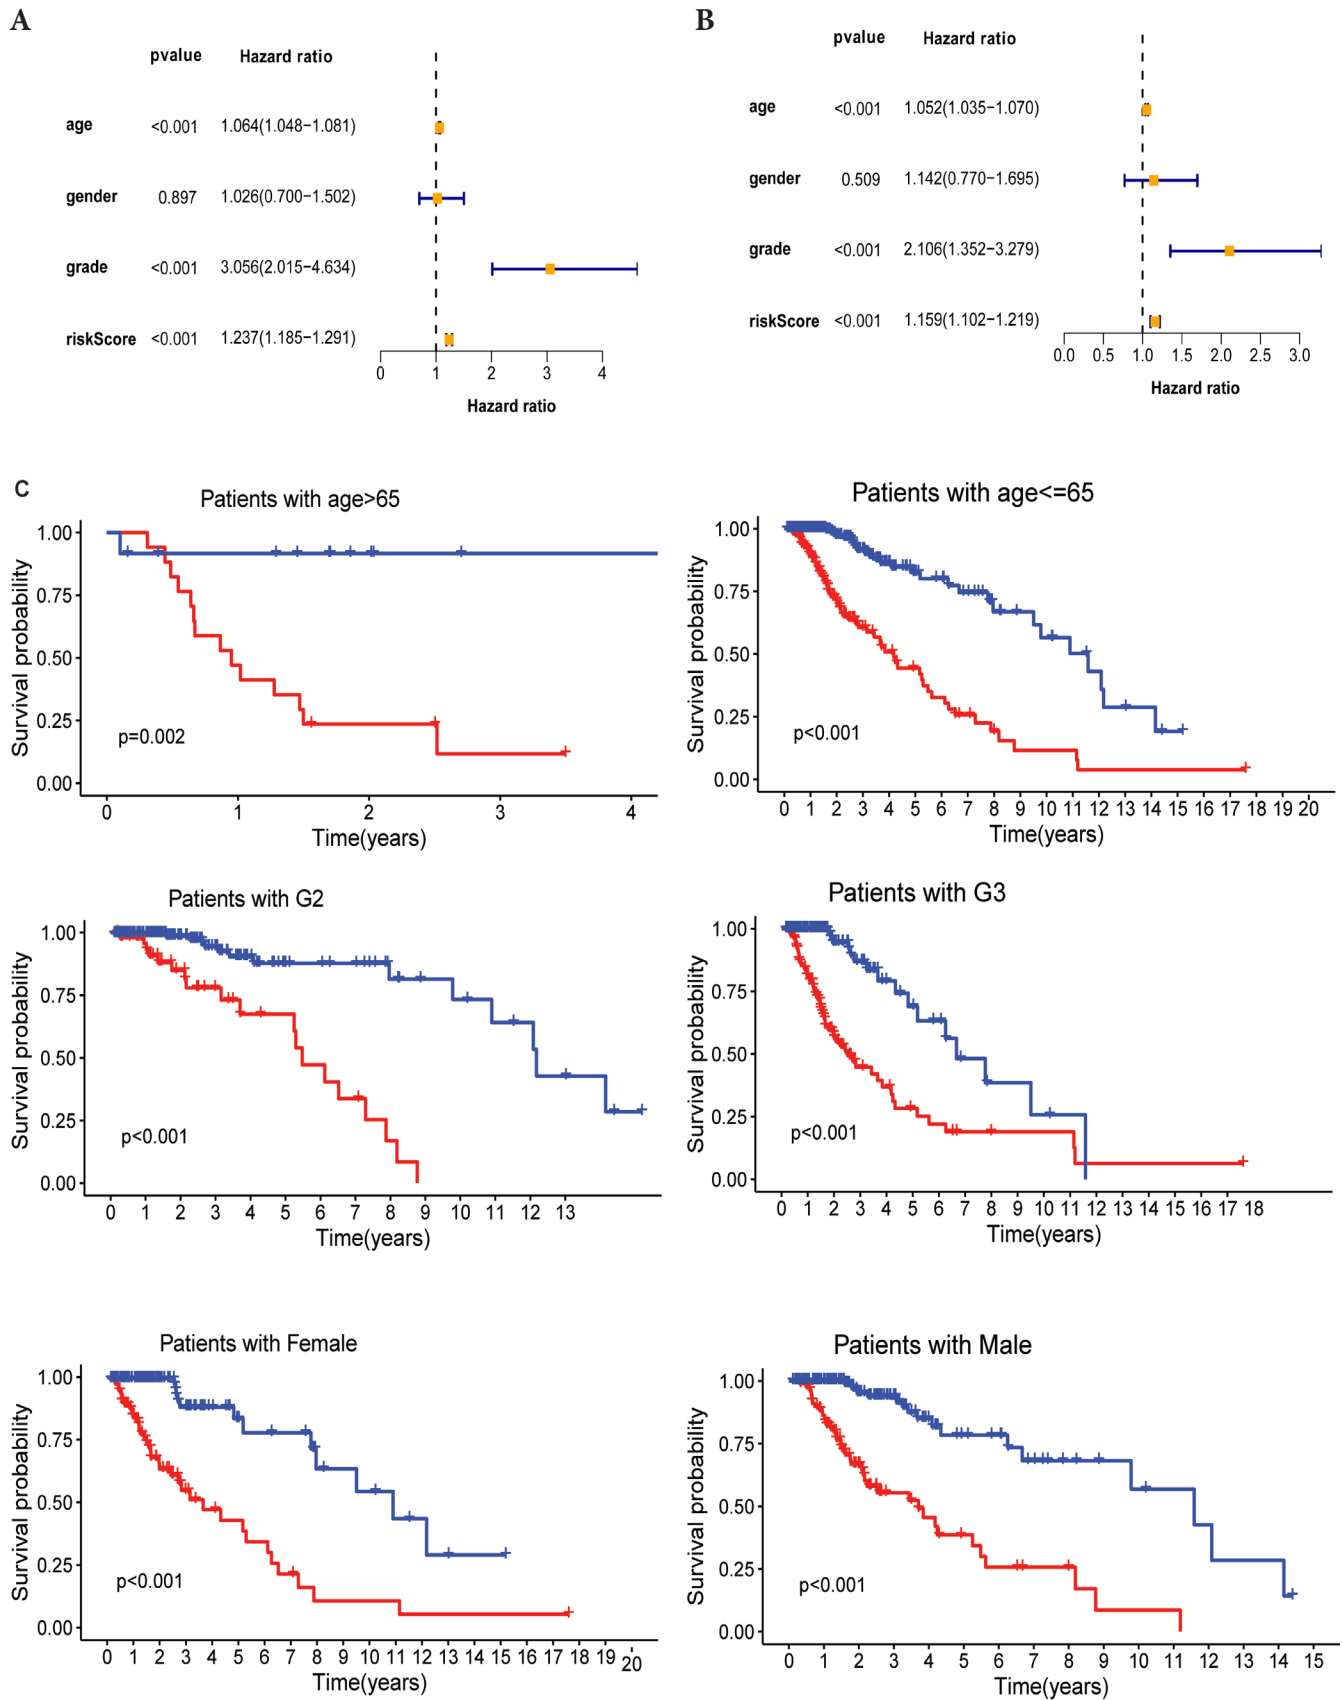 A
pvalue Hazard ratio
age <0.001 1.064(1.048−1.081)
gender 0.897 1.026(0.700−1.502)
grade <0.001 3.056(2.015−4.634)
riskScore <0.001 1.237(1.185−1.291)
0 1 2 3 4
Hazard ratio
B
pvalue Hazard ratio
age <0.001 1.052(1.035−1.070)
gender 0.509 1.142(0.770−1.695)
grade <0.001 2.106(1.352−3.279)
riskScore <0.001 1.159(1.102−1.219)
0.0 0.5 1.0 1.5 2.0 2.5 3.0
Hazard ratio
C
Patients with age>65
Survival probability
1.00
0.75
0.50
0.25
0.00
p=0.002
0 1 2 3 4
Time(years)
Patients with age<=65
Survival probability
1.00
0.75
0.50
0.25
0.00
p<0.001
0 1 2 3 4 5 6 7 8 9 10 11 12 13 14 15 16 17 18 19 20
Time(years)
Patients with G2
Survival probability
1.00
0.75
0.50
0.25
0.00
p<0.001
0 1 2 3 4 5 6 7 8 9 10 11 12 13
Time(years)
Patients with G3
Survival probability
1.00
0.75
0.50
0.25
0.00
p<0.001
0 1 2 3 4 5 6 7 8 9 10 11 12 13 14 15 16 17 18
Time(years)
Patients with Female
Survival probability
1.00
0.75
0.50
0.25
0.00
p<0.001
0 1 2 3 4 5 6 7 8 9 10 11 12 13 14 15 16 17 18 19 20
Time(years)
Patients with Male
Survival probability
1.00
0.75
0.50
0.25
0.00
p<0.001
0 1 2 3 4 5 6 7 8 9 10 11 12 13 14 15
Time(years)